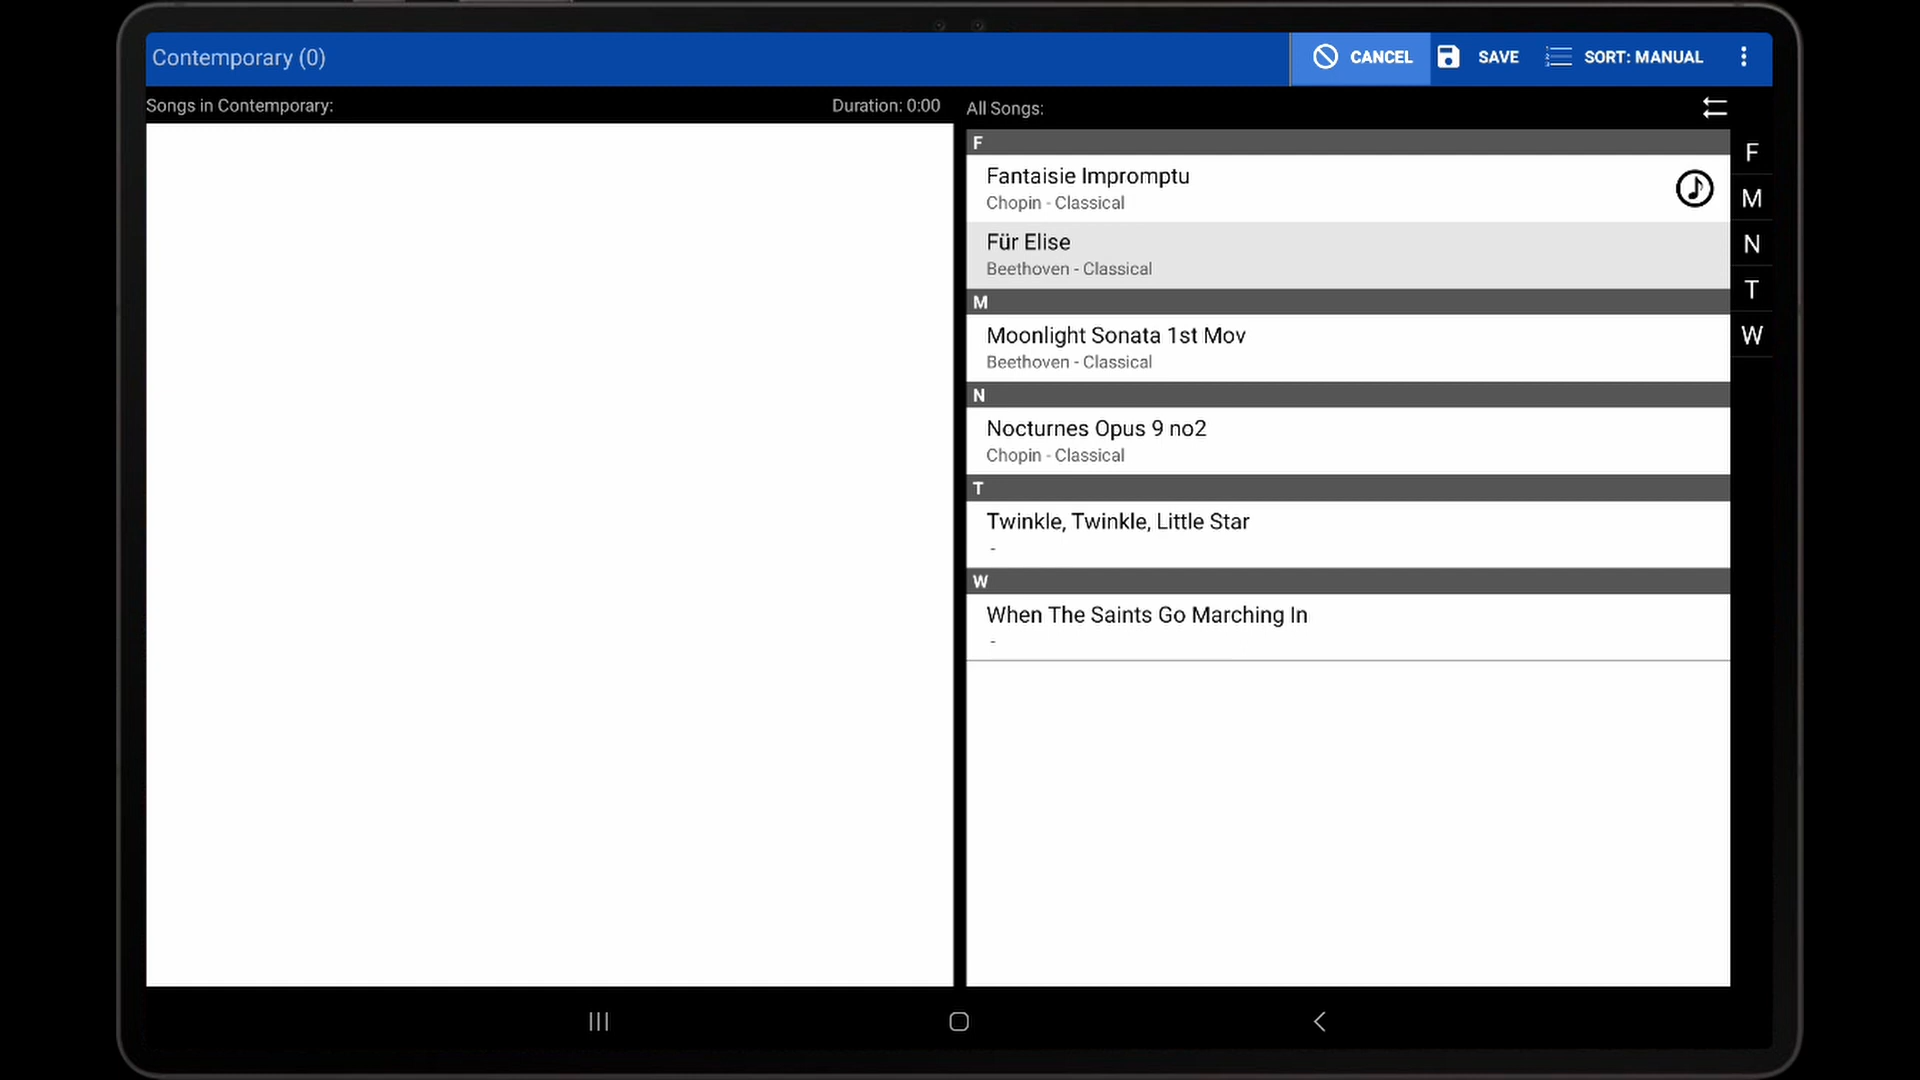 Contemporary (0)
CANCEL
SAVE
SORT: MANUAL
Songs in Contemporary:
Duration: 0:00
All Songs:
F
Fantaisie Impromptu
Chopin - Classical
Für Elise
Beethoven - Classical
M
Moonlight Sonata 1st Mov
Beethoven - Classical
N
Nocturnes Opus 9 no2
Chopin - Classical
T
Twinkle, Twinkle, Little Star
-
W
When The Saints Go Marching In
-
F
M
N
T
W